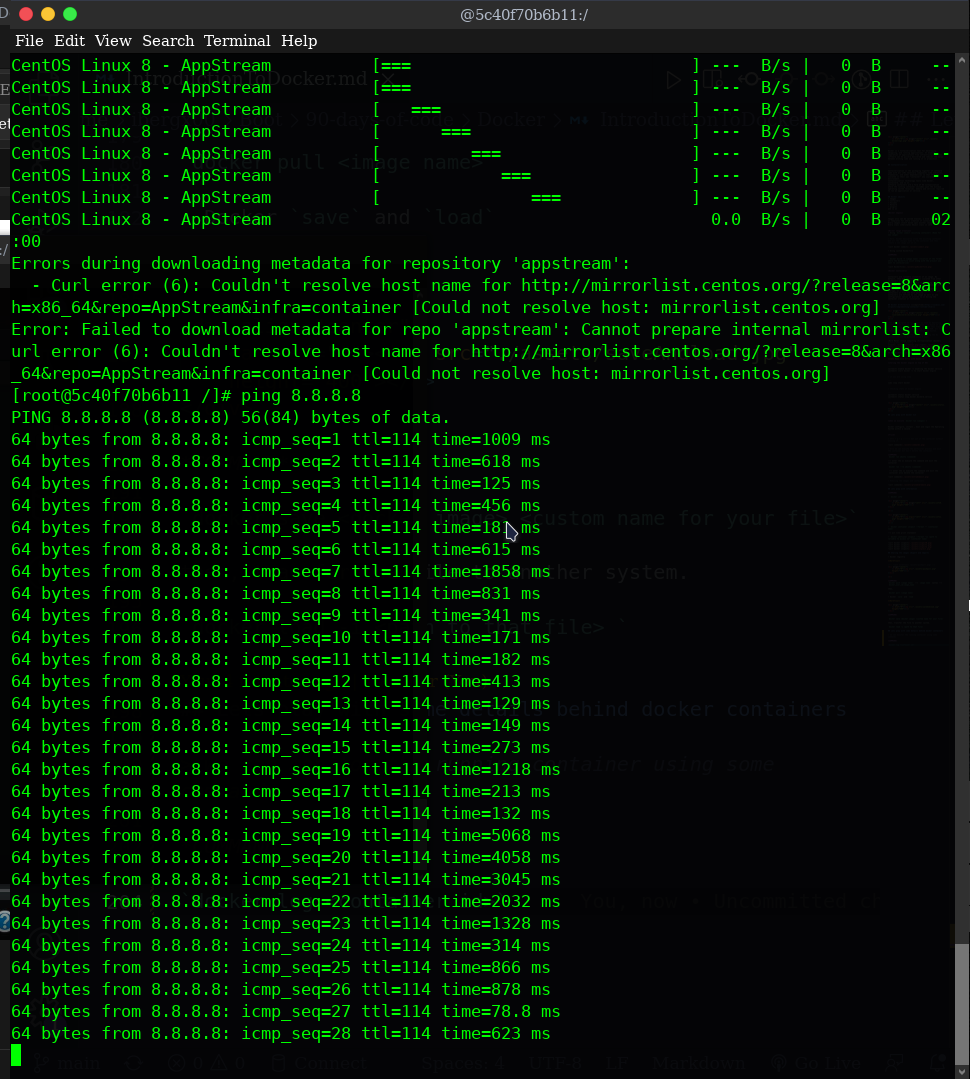 @5c40f70b6b11:/
File Edit View Search Terminal Help
CentOS Linux 8 - AppStream [=== ] --- B/s | 0 B --
CentOS Linux 8 - AppStream [=== ] --- B/s | 0 B --
CentOS Linux 8 - AppStream [ === ] --- B/s | 0 B --
CentOS Linux 8 - AppStream [ === ] --- B/s | 0 B --
CentOS Linux 8 - AppStream [ === ] --- B/s | 0 B --
CentOS Linux 8 - AppStream [ === ] --- B/s | 0 B --
CentOS Linux 8 - AppStream [ === ] --- B/s | 0 B --
CentOS Linux 8 - AppStream 0.0 B/s | 0 B 02
:00
Errors during downloading metadata for repository 'appstream':
- Curl error (6): Couldn't resolve host name for http://mirrorlist.centos.org/?release=8&arc
h=x86_64&repo=AppStream&infra=container [Could not resolve host: mirrorlist.centos.org]
Error: Failed to download metadata for repo 'appstream': Cannot prepare internal mirrorlist: C
url error (6): Couldn't resolve host name for http://mirrorlist.centos.org/?release=8&arch=x86
_64&repo=AppStream&infra=container [Could not resolve host: mirrorlist.centos.org]
[root@5c40f70b6b11 /]# ping 8.8.8.8
PING 8.8.8.8 (8.8.8.8) 56(84) bytes of data.
64 bytes from 8.8.8.8: icmp_seq=1 ttl=114 time=1009 ms
64 bytes from 8.8.8.8: icmp_seq=2 ttl=114 time=618 ms
64 bytes from 8.8.8.8: icmp_seq=3 ttl=114 time=125 ms
64 bytes from 8.8.8.8: icmp_seq=4 ttl=114 time=456 ms
64 bytes from 8.8.8.8: icmp_seq=5 ttl=114 ms
64 bytes from 8.8.8.8: icmp_seq=6 ttl=114 time=615 ms
64 bytes from 8.8.8.8: icmp_seq=7 ttl=114 time=1858 ms
64 bytes from 8.8.8.8: icmp_seq=8 ttl=114 time=831 ms
64 bytes from 8.8.8.8: icmp_seq=9 ttl=114 time=341 ms
64 bytes from 8.8.8.8: icmp_seq=10 ttl=114 time=171 ms
64 bytes from 8.8.8.8: icmp_seq=11 ttl=114 time=182 ms
64 bytes from 8.8.8.8: icmp_seq=12 ttl=114 time=413 ms
64 bytes from 8.8.8.8: icmp_seq=13 ttl=114 time=129 ms
64 bytes from 8.8.8.8: icmp_seq=14 ttl=114 time=149 ms
64 bytes from 8.8.8.8: icmp_seq=15 ttl=114 time=273 ms
64 bytes from 8.8.8.8: icmp_seq=16 ttl=114 time=1218 ms
64 bytes from 8.8.8.8: icmp_seq=17 ttl=114 time=213 ms
64 bytes from 8.8.8.8: icmp_seq=18 ttl=114 time=132 ms
64 bytes from 8.8.8.8: icmp_seq=19 ttl=114 time=5068 ms
64 bytes from 8.8.8.8: icmp_seq=20 ttl=114 time=4058 ms
64 bytes from 8.8.8.8: icmp_seq=21 ttl=114 time=3045 ms
64 bytes from 8.8.8.8: icmp_seq=22 ttl=114 time=2032 ms
64 bytes from 8.8.8.8: icmp_seq=23 ttl=114 time=1328 ms
64 bytes from 8.8.8.8: icmp_seq=24 ttl=114 time=314 ms
64 bytes from 8.8.8.8: icmp_seq=25 ttl=114 time=866 ms
64 bytes from 8.8.8.8: icmp_seq=26 ttl=114 time=878 ms
64 bytes from 8.8.8.8: icmp_seq=27 ttl=114 time=78.8 ms
64 bytes from 8.8.8.8: icmp_seq=28 ttl=114 time=623 ms